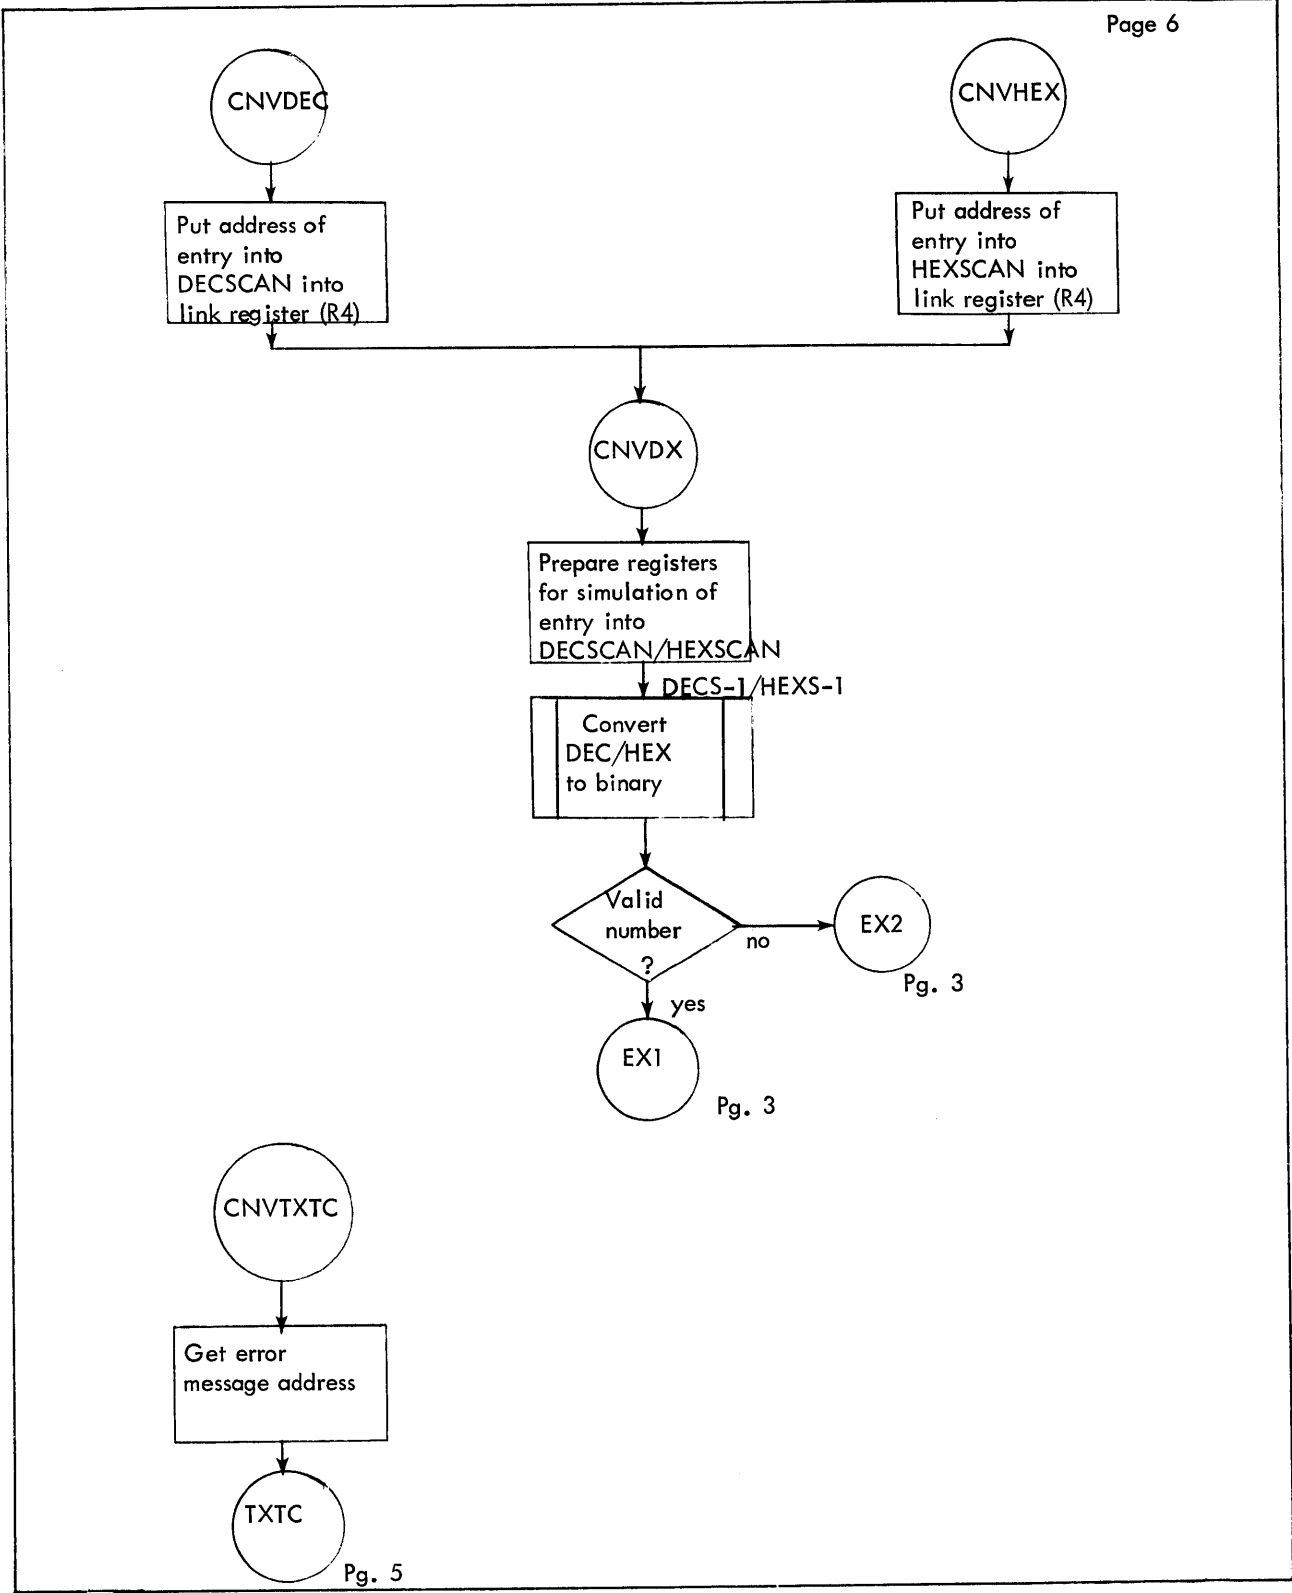 Page 6
CNVDEC
CNVHEX
Put address of
entry into
DECSCAN into
link register (R4)
Put address of
entry into
HEXSCAN into
link register (R4)
CNVDX
Prepare registers
for simulation of
entry into
DECSCAN/HEXSCAN
DECS-1/HEXS-1
Convert
DEC/HEX
to binary
Valid
number
?
no
EX2
Pg. 3
yes
EX1
Pg. 3
CNVTXTC
Get error
message address
TXTC
Pg. 5